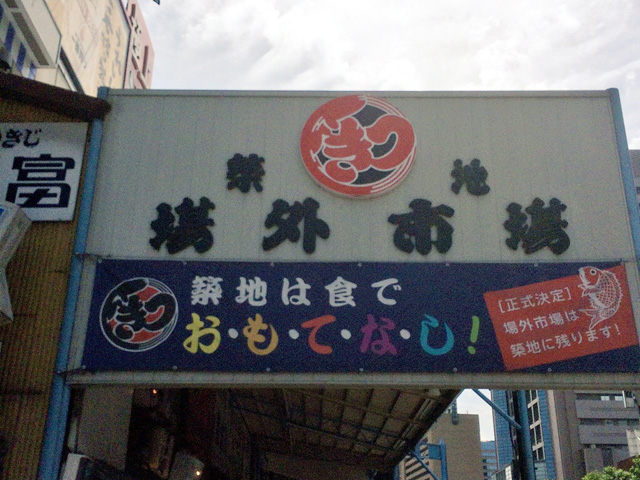 築 地
場外市場
築地は食で
お・も・て・な・し!
[正式決定]
場外市場は
築地に残ります!
きじ
富